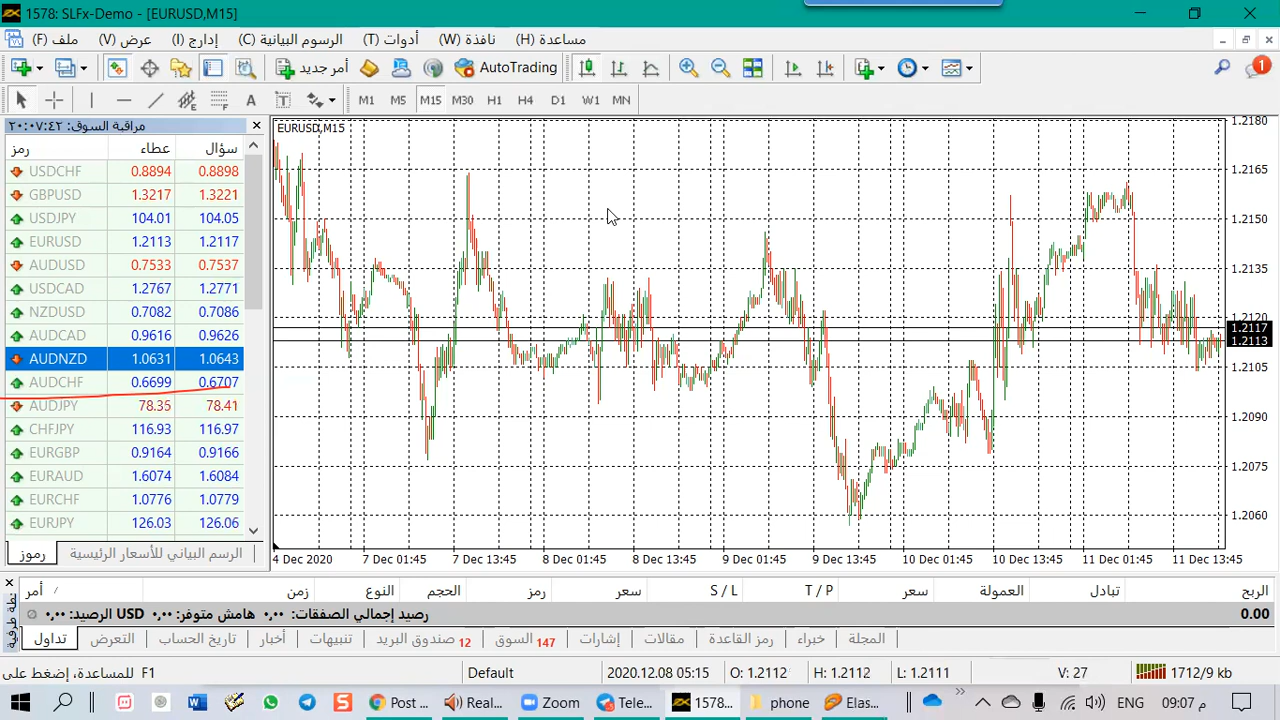 1578: SLFx-Demo - [EURUSD,M15]
ملف (F) عرض (V) إدارج (I) الرسوم البيانية (C) أدوات (T) نافذة (W) مساعدة (H)
أمر جديد AutoTrading 1
A T M1 M5 M15 M30 H1 H4 D1 W1 MN
مراقبة السوق: ٢٠:٠٧:٤٢
رمز عطاء سؤال
USDCHF 0.8894 0.8898
GBPUSD 1.3217 1.3221
USDJPY 104.01 104.05
EURUSD 1.2113 1.2117
AUDUSD 0.7533 0.7537
USDCAD 1.2767 1.2771
NZDUSD 0.7082 0.7086
AUDCAD 0.9616 0.9626
AUDNZD 1.0631 1.0643
AUDCHF 0.6699 0.6707
AUDJPY 78.35 78.41
CHFJPY 116.93 116.97
EURGBP 0.9164 0.9166
EURAUD 1.6074 1.6084
EURCHF 1.0776 1.0779
EURJPY 126.03 126.06
رموز الرسم البياني للأسعار الرئيسية
EURUSD,M15
1.2180
1.2165
1.2150
1.2135
1.2120
1.2117
1.2113
1.2105
1.2090
1.2075
1.2060
4 Dec 2020 7 Dec 01:45 7 Dec 13:45 8 Dec 01:45 8 Dec 13:45 9 Dec 01:45 9 Dec 13:45 10 Dec 01:45 10 Dec 13:45 11 Dec 01:45 11 Dec 13:45
أمر زمن النوع الحجم رمز سعر S / L T / P سعر العمولة تبادل الربح
رصيد إجمالي الصفقات: ٠,٠٠ هامش متوفر: ٠,٠٠ USD الرصيد: ٠,٠٠ 0.00
تداول التعرض تاريخ الحساب أخبار تنبيهات صندوق البريد 12 السوق 147 إشارات مقالات رمز القاعدة خبراء المجلة
للمساعدة, إضغط على F1 Default 2020.12.08 05:15 O: 1.2112 H: 1.2112 L: 1.2111 V: 27 1712/9 kb
Post ... Real... Zoom Tele... 1578... phone Elas... ENG 09:07 م